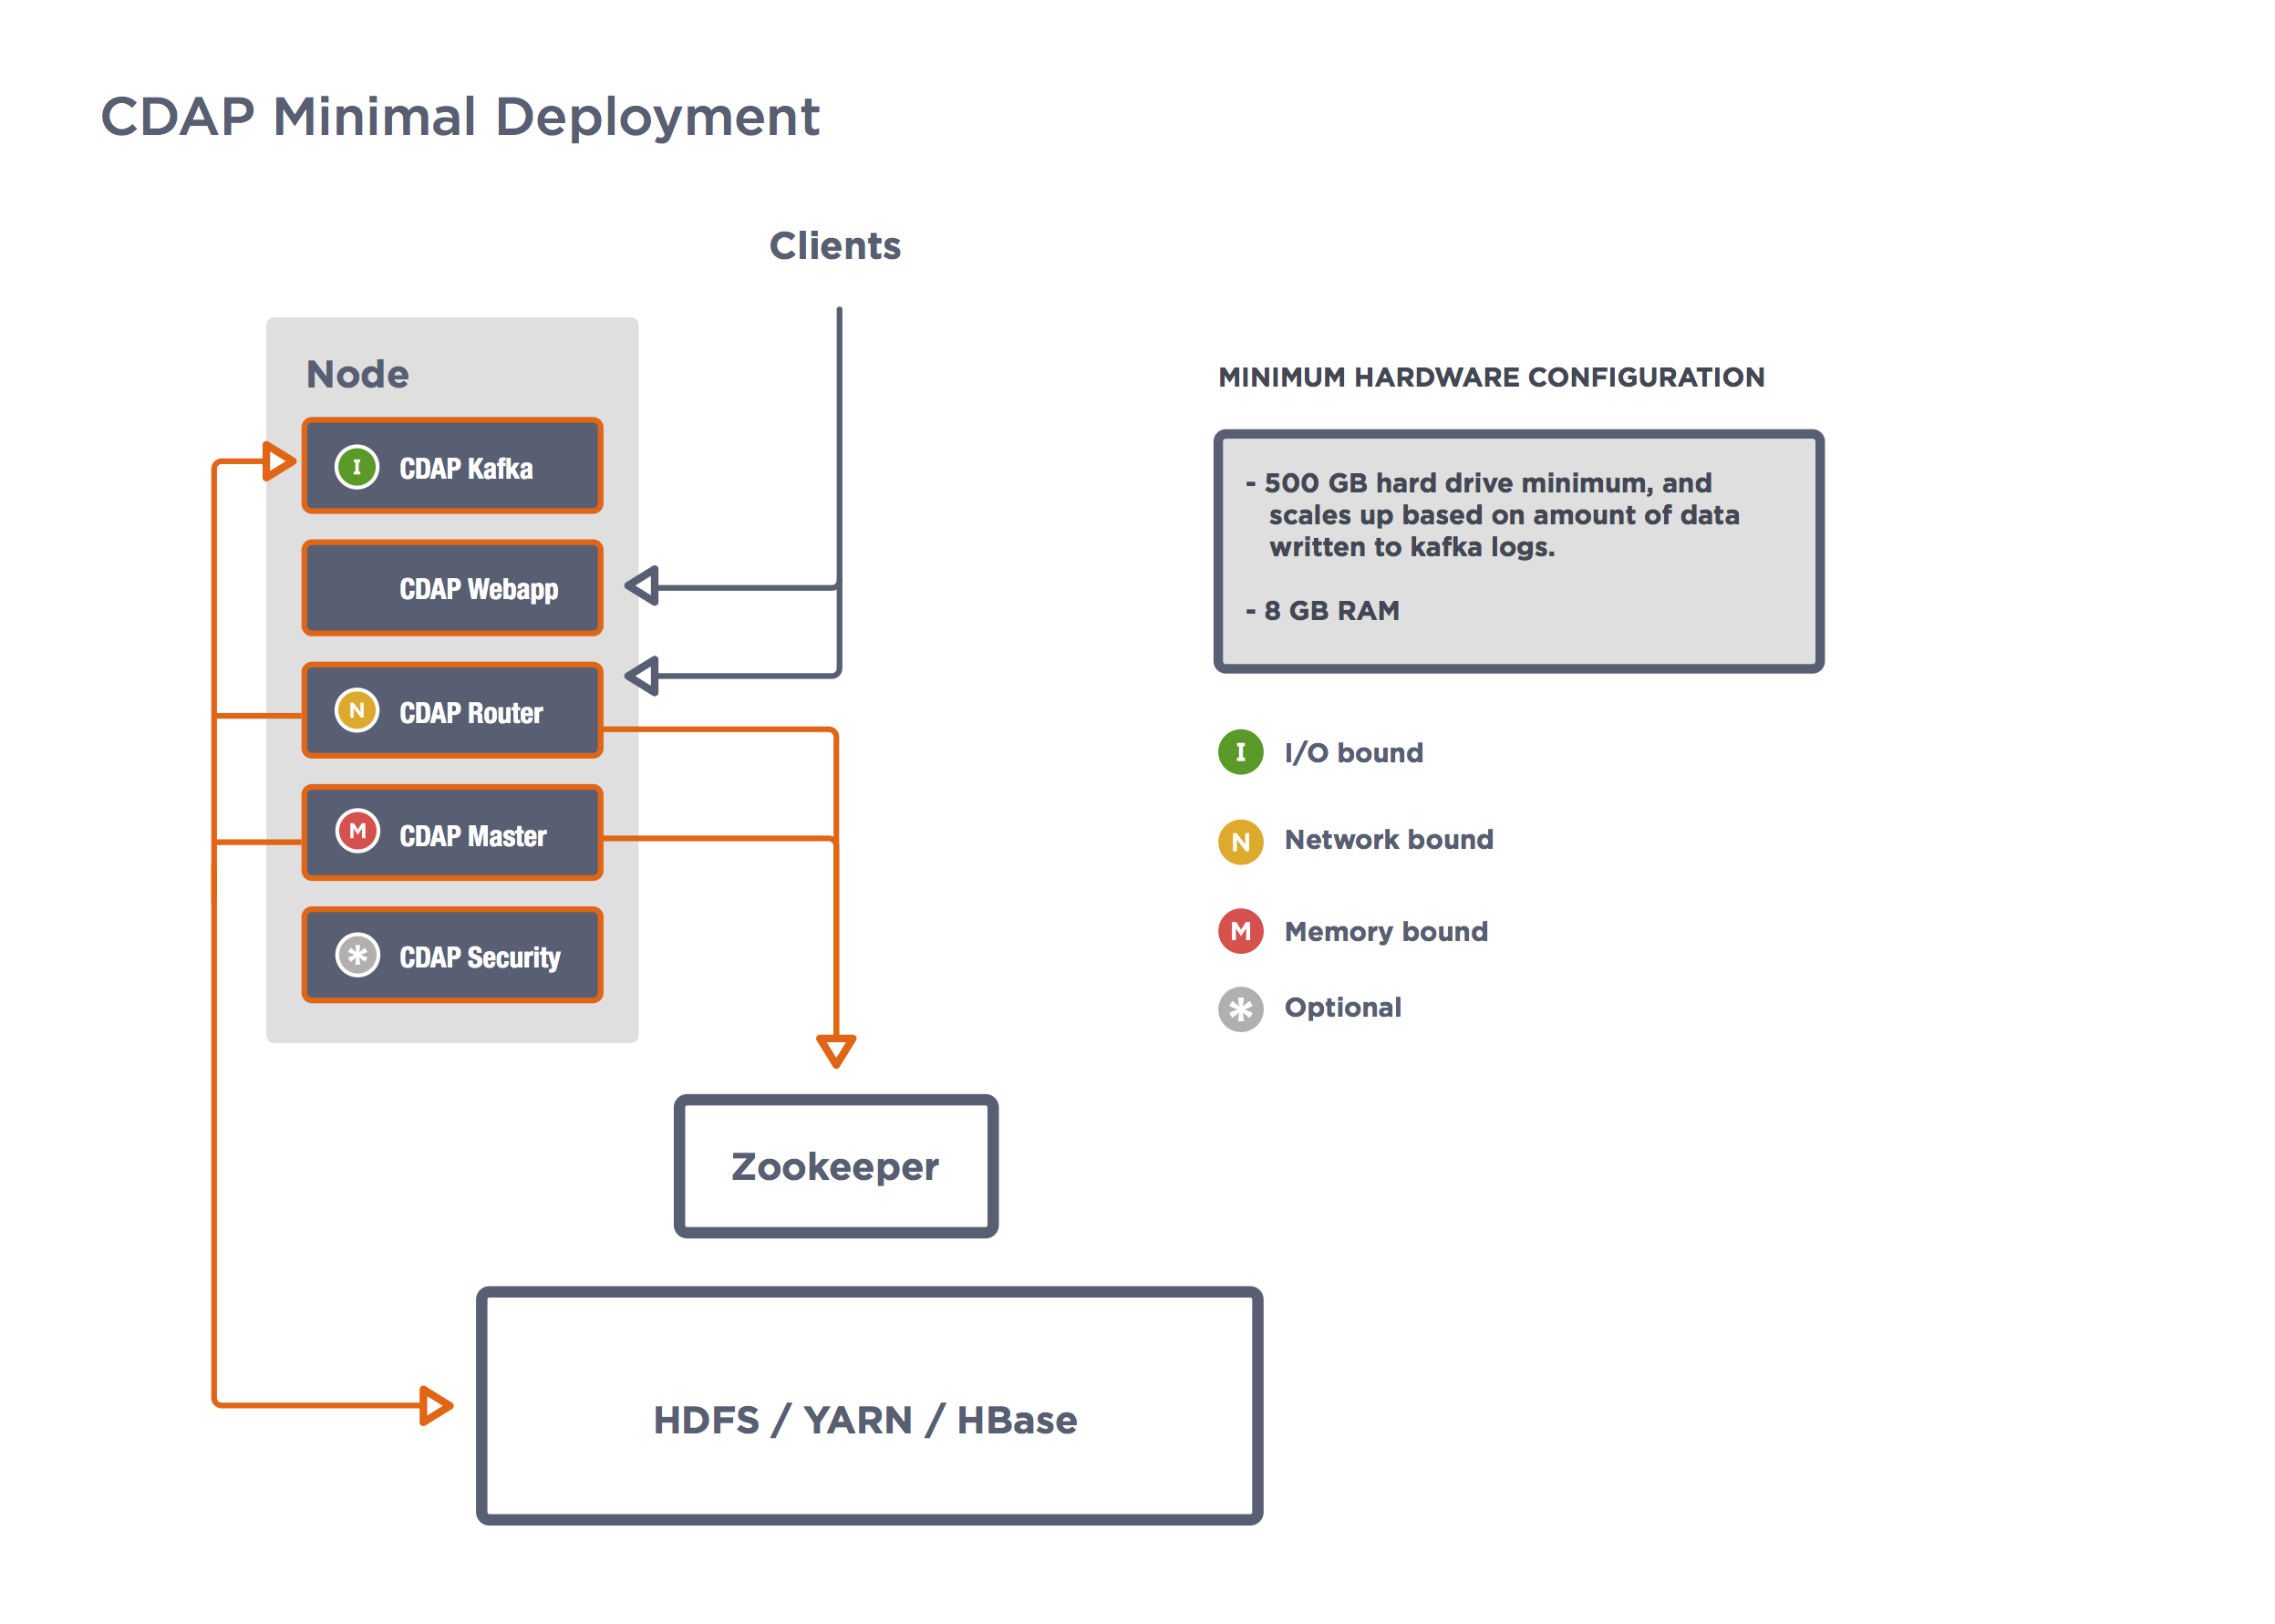 CDAP Minimal Deployment
Clients
Node
I CDAP Kafka
CDAP Webapp
N CDAP Router
M CDAP Master
* CDAP Security
Zookeeper
HDFS / YARN / HBase
MINIMUM HARDWARE CONFIGURATION
- 500 GB hard drive minimum, and
scales up based on amount of data
written to kafka logs.
- 8 GB RAM
I I/O bound
N Network bound
M Memory bound
* Optional